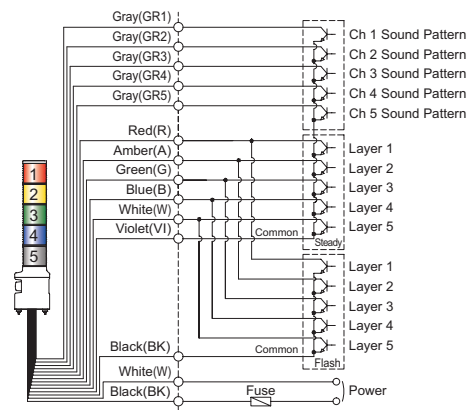 Gray(GR1)
Gray(GR2)
Gray(GR3)
Gray(GR4)
Gray(GR5)
Ch 1 Sound Pattern
Ch 2 Sound Pattern
Ch 3 Sound Pattern
Ch 4 Sound Pattern
Ch 5 Sound Pattern
Red(R)
Amber(A)
Green(G)
Blue(B)
White(W)
Violet(VI)
Common
Steady
Layer 1
Layer 2
Layer 3
Layer 4
Layer 5
1
2
3
4
5
Layer 1
Layer 2
Layer 3
Layer 4
Layer 5
Black(BK)
Common
Flash
White(W)
Black(BK)
Fuse
Power